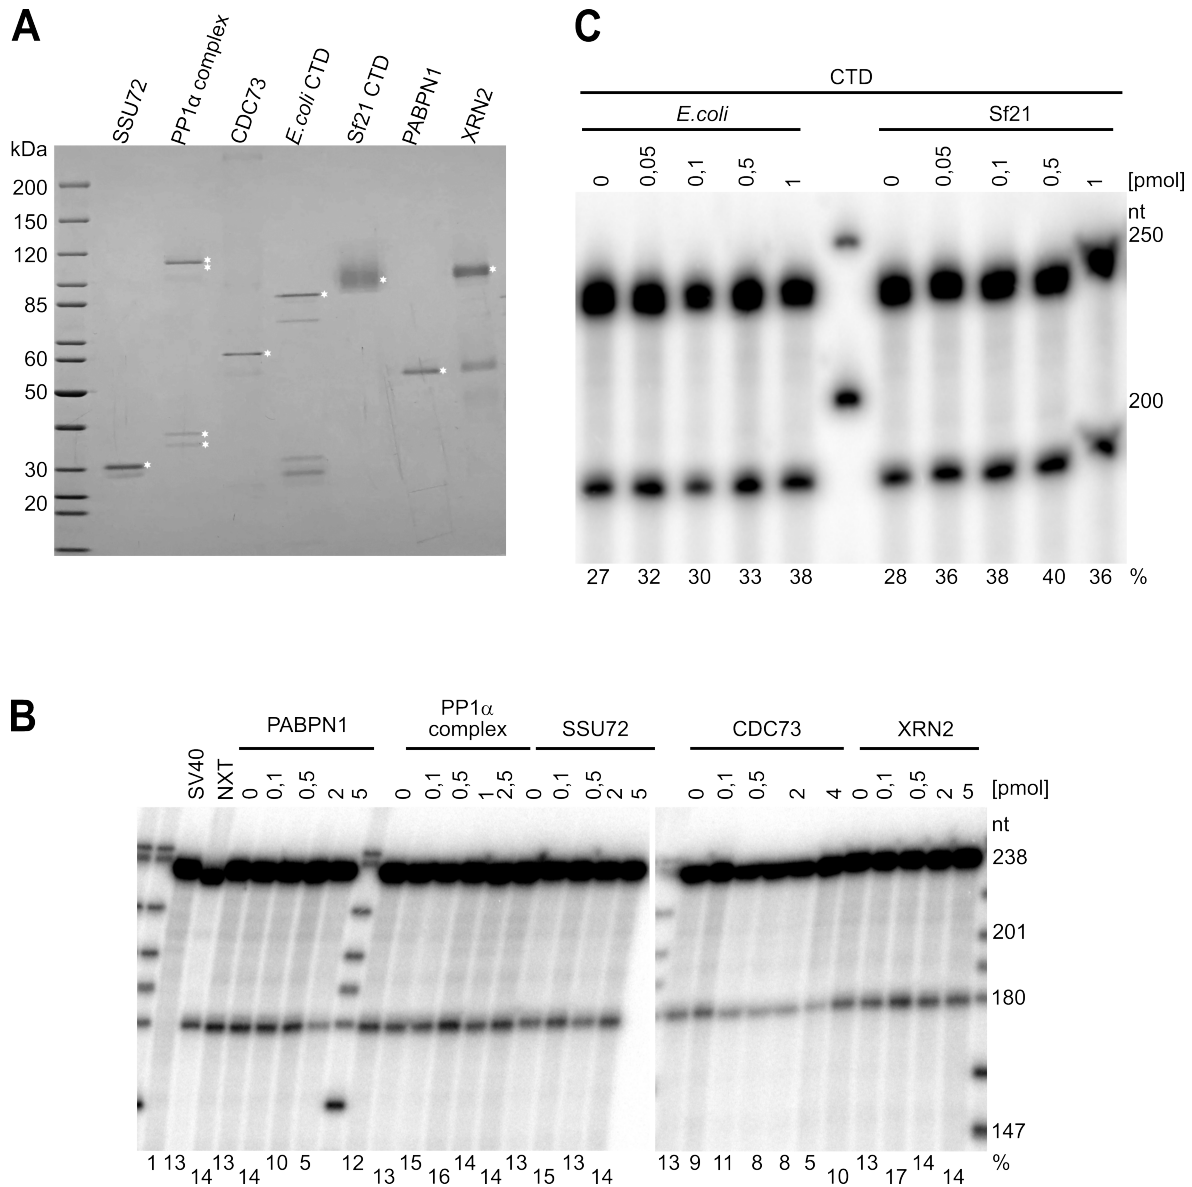 A
SSU72
PP1α complex
CDC73
E.coli CTD
Sf21 CTD
PABPN1
XRN2
kDa
200
150
120
85
60
50
30
20
C
CTD
E.coli
Sf21
0 0,05 0,1 0,5 1 0 0,05 0,1 0,5 1 [pmol]
nt
250
200
27 32 30 33 38 28 36 38 40 36 %
B
PABPN1
PP1α
complex
SSU72
CDC73
XRN2
SV40 NXT 0 0,1 0,5 2 5 0 0,1 0,5 1 2,5 0 0,1 0,5 2 5 0 0,1 0,5 2 4 0 0,1 0,5 2 5 [pmol]
nt
238
201
180
147
1 13 14 13 14 10 5 12 13 15 16 14 14 13 15 13 14 13 9 11 8 8 5 10 13 17 14 14 %